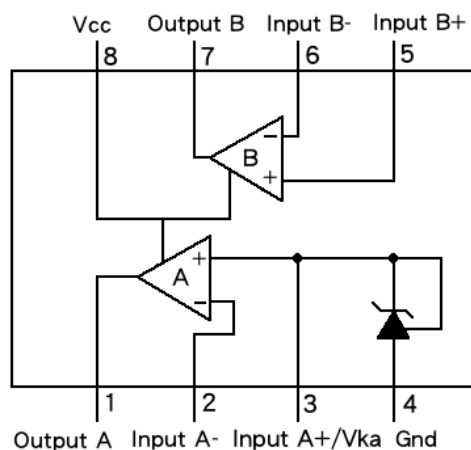 Vcc Output B Input B- Input B+
8 7 6 5
B
−
+
A
+
−
1 2 3 4
Output A Input A- Input A+/Vka Gnd